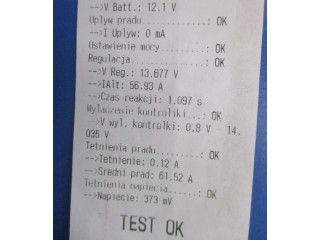 -->V Batt.: 12.1 V
Uplyw pradu...........: OK
-->I Uplyw: 0 mA
Ustawienie mocy.......: OK
Regulacja.............: OK
-->V Reg.: 13.677 V
-->IAlt: 56.93 A
-->Czas reakcji: 1.097 s
Wylaczenie kontrolki..: OK
-->V wyl. kontrolki: 0.8 V   14.
035 V
Tetnienia pradu.......: OK
-->Tetnienie: 0.12 A
-->Sredni prad: 61.52 A
Tetnienia napiecia....: OK
-->Napiecie: 373 mV
TEST OK